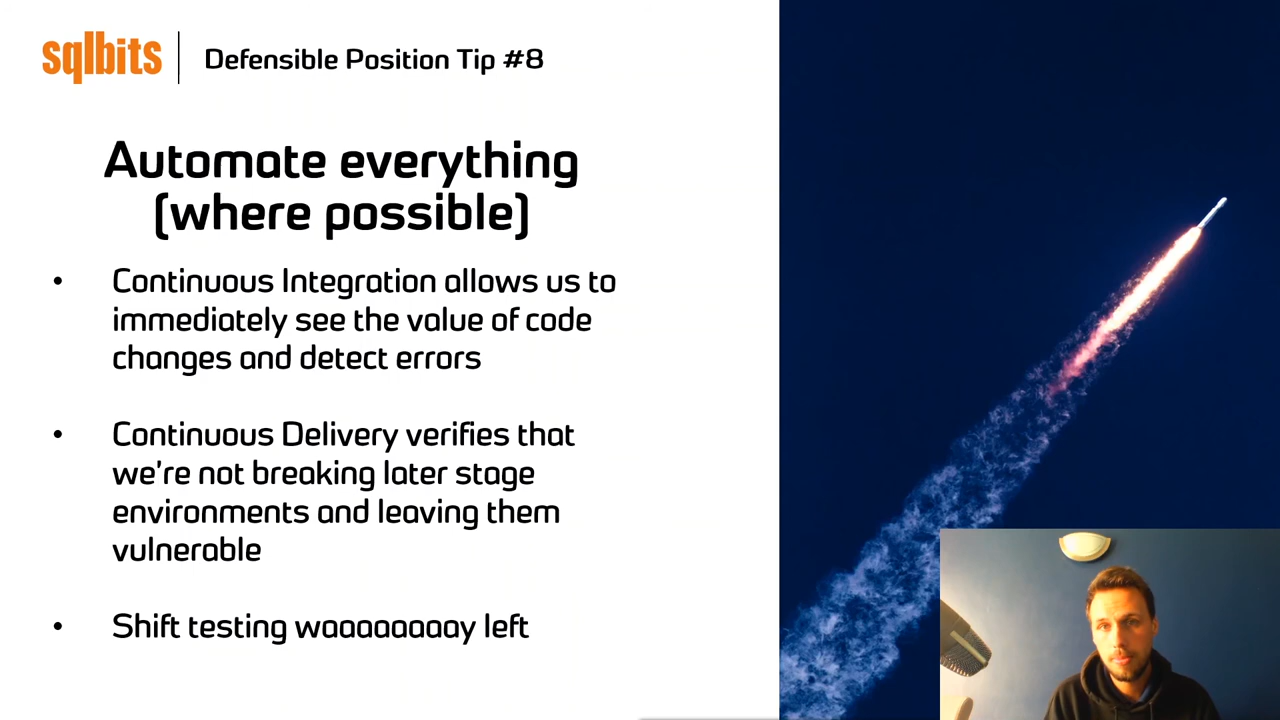 sqlbits
Defensible Position Tip #8
Automate everything
(where possible)
• Continuous Integration allows us to
immediately see the value of code
changes and detect errors
• Continuous Delivery verifies that
we're not breaking later stage
environments and leaving them
vulnerable
• Shift testing waaaaaaaay left